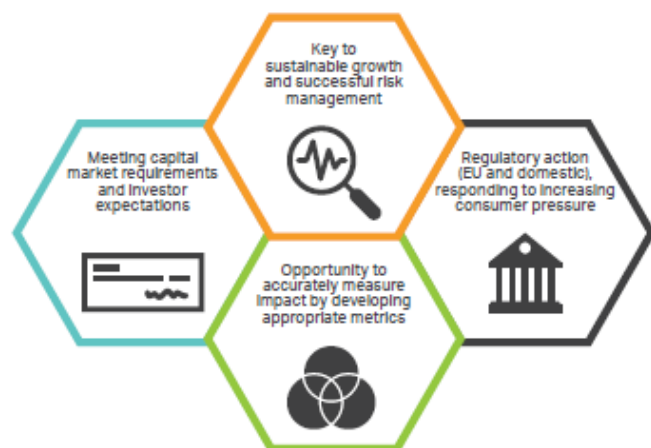 Key to
sustainable growth
and successful risk
management
Meeting capital
market requirements
and investor
expectations
Regulatory action
(EU and domestic),
responding to increasing
consumer pressure
Opportunity to
accurately measure
impact by developing
appropriate metrics